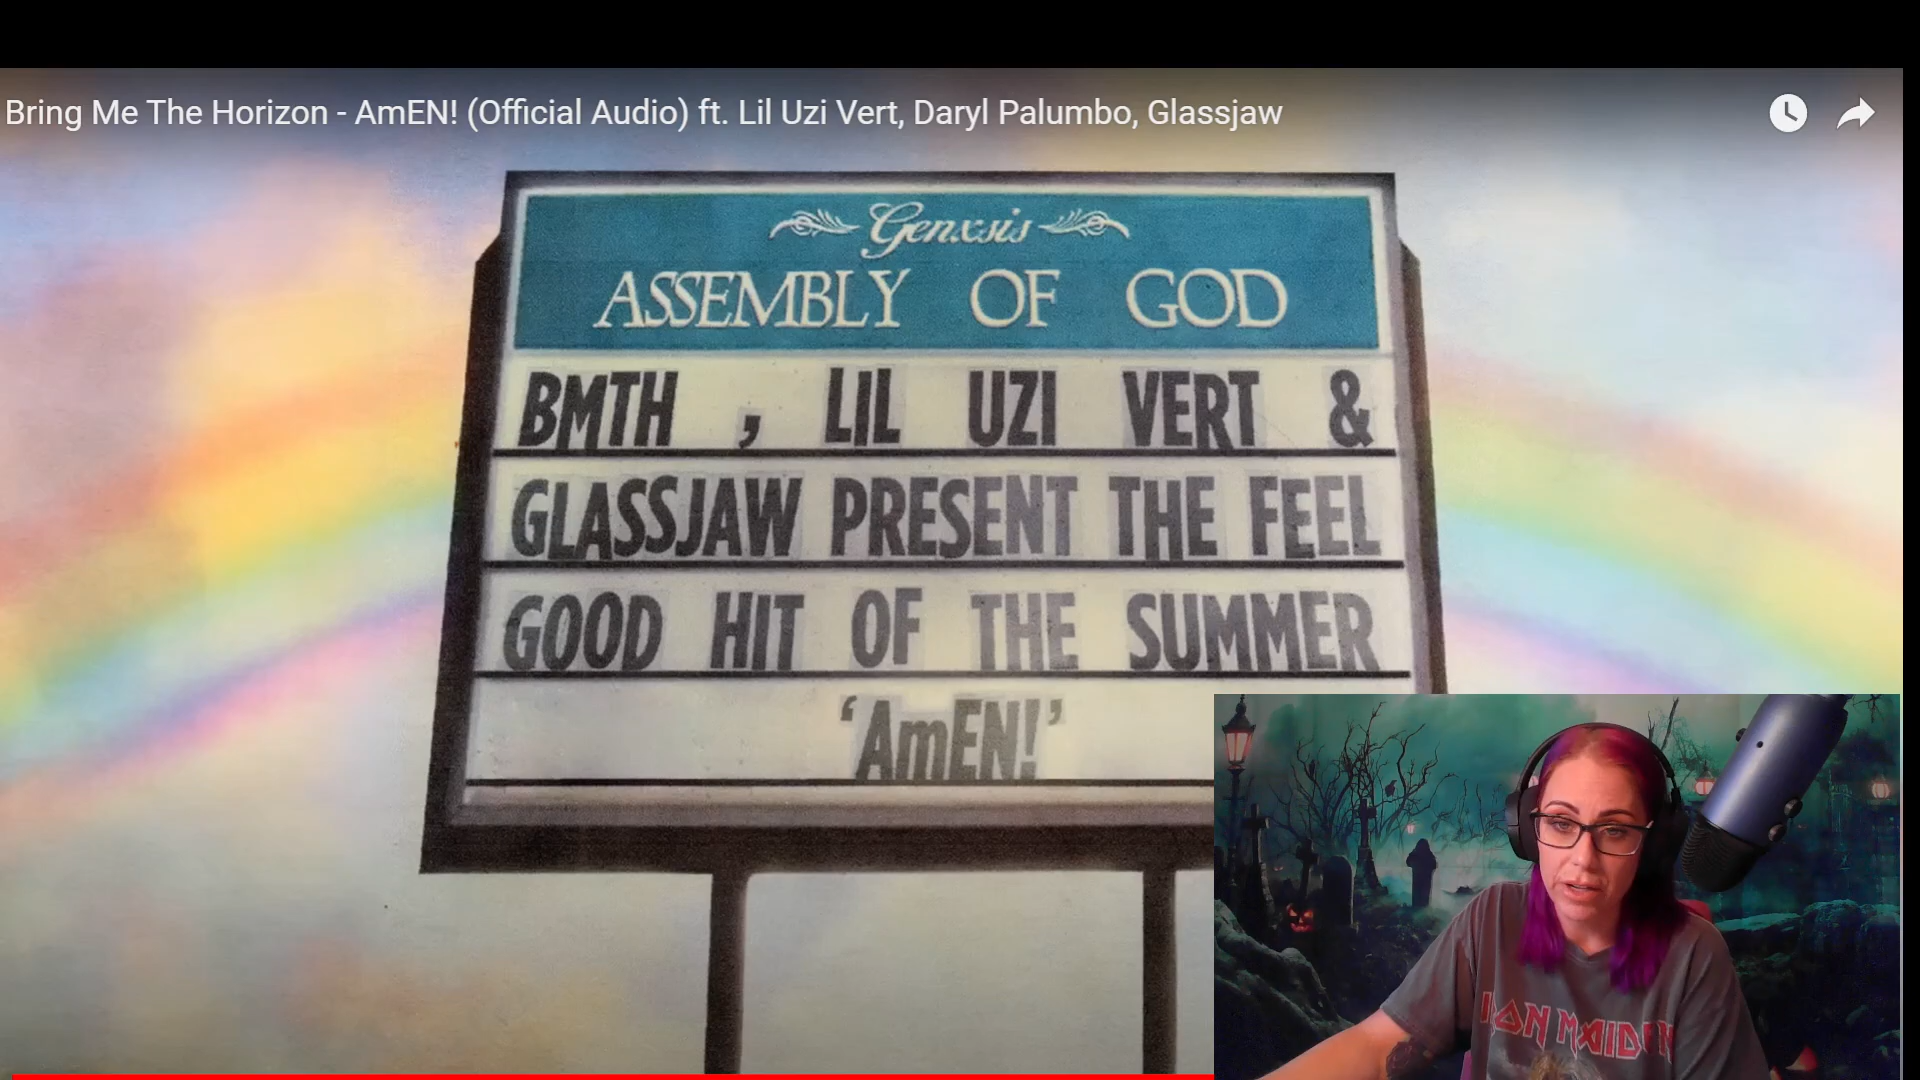 Bring Me The Horizon - AmEN! (Official Audio) ft. Lil Uzi Vert, Daryl Palumbo, Glassjaw
Genxsis
ASSEMBLY OF GOD
BMTH , LIL UZI VERT &
GLASSJAW PRESENT THE FEEL
GOOD HIT OF THE SUMMER
‘AmEN!’
IRON MAIDEN